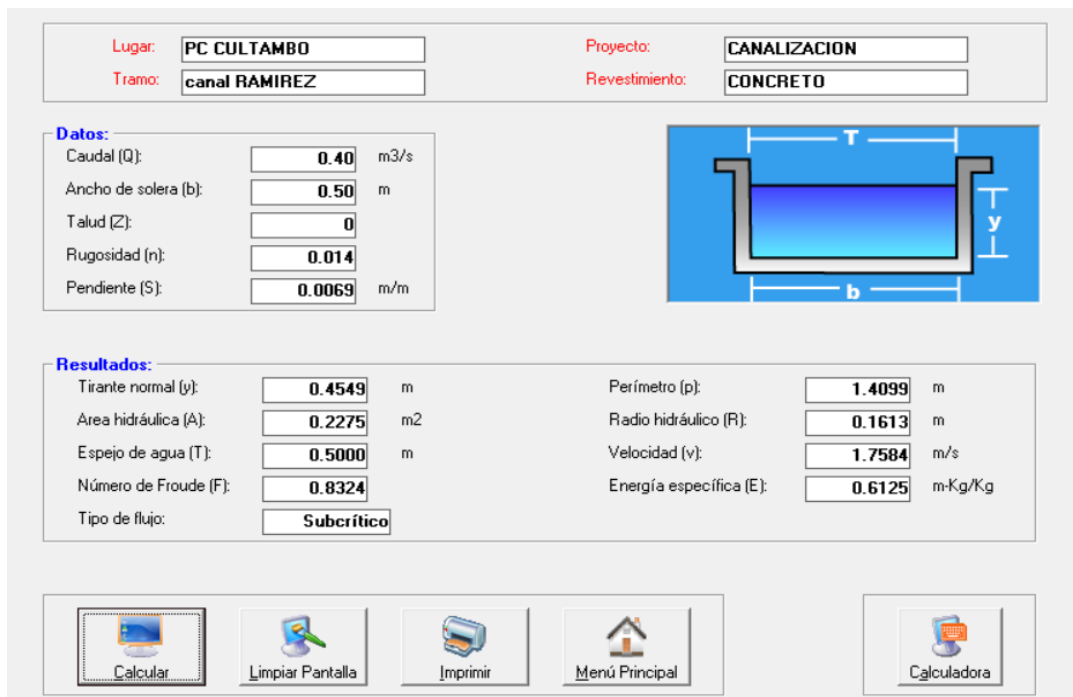 Lugar: PC CULTAMBO Proyecto: CANALIZACION
Tramo: canal RAMIREZ Revestimiento: CONCRETO
Datos:
Caudal (Q): 0.40 m3/s
Ancho de solera (b): 0.50 m
Talud (Z): 0
Rugosidad (n): 0.014
Pendiente (S): 0.0069 m/m
T
y
b
Resultados:
Tirante normal (y): 0.4549 m Perímetro (p): 1.4099 m
Area hidráulica (A): 0.2275 m2 Radio hidráulico (R): 0.1613 m
Espejo de agua (T): 0.5000 m Velocidad (v): 1.7584 m/s
Número de Froude (F): 0.8324 Energía específica (E): 0.6125 m-Kg/Kg
Tipo de flujo: Subcrítico
Calcular Limpiar Pantalla Imprimir Menú Principal Calculadora